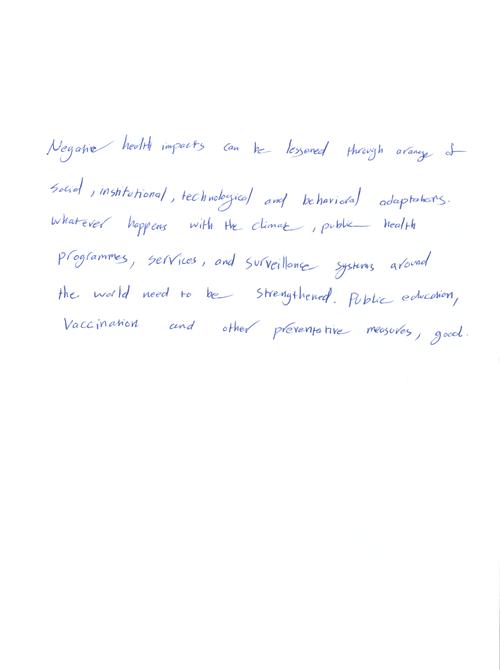 Negative health impacts can be lessened through a range of
social, institutional, technological and behavioral adaptations.
Whatever happens with the climate, public health
programmes, services, and surveillance systems around
the world need to be strengthened. Public education,
Vaccination and other preventative measures, good.